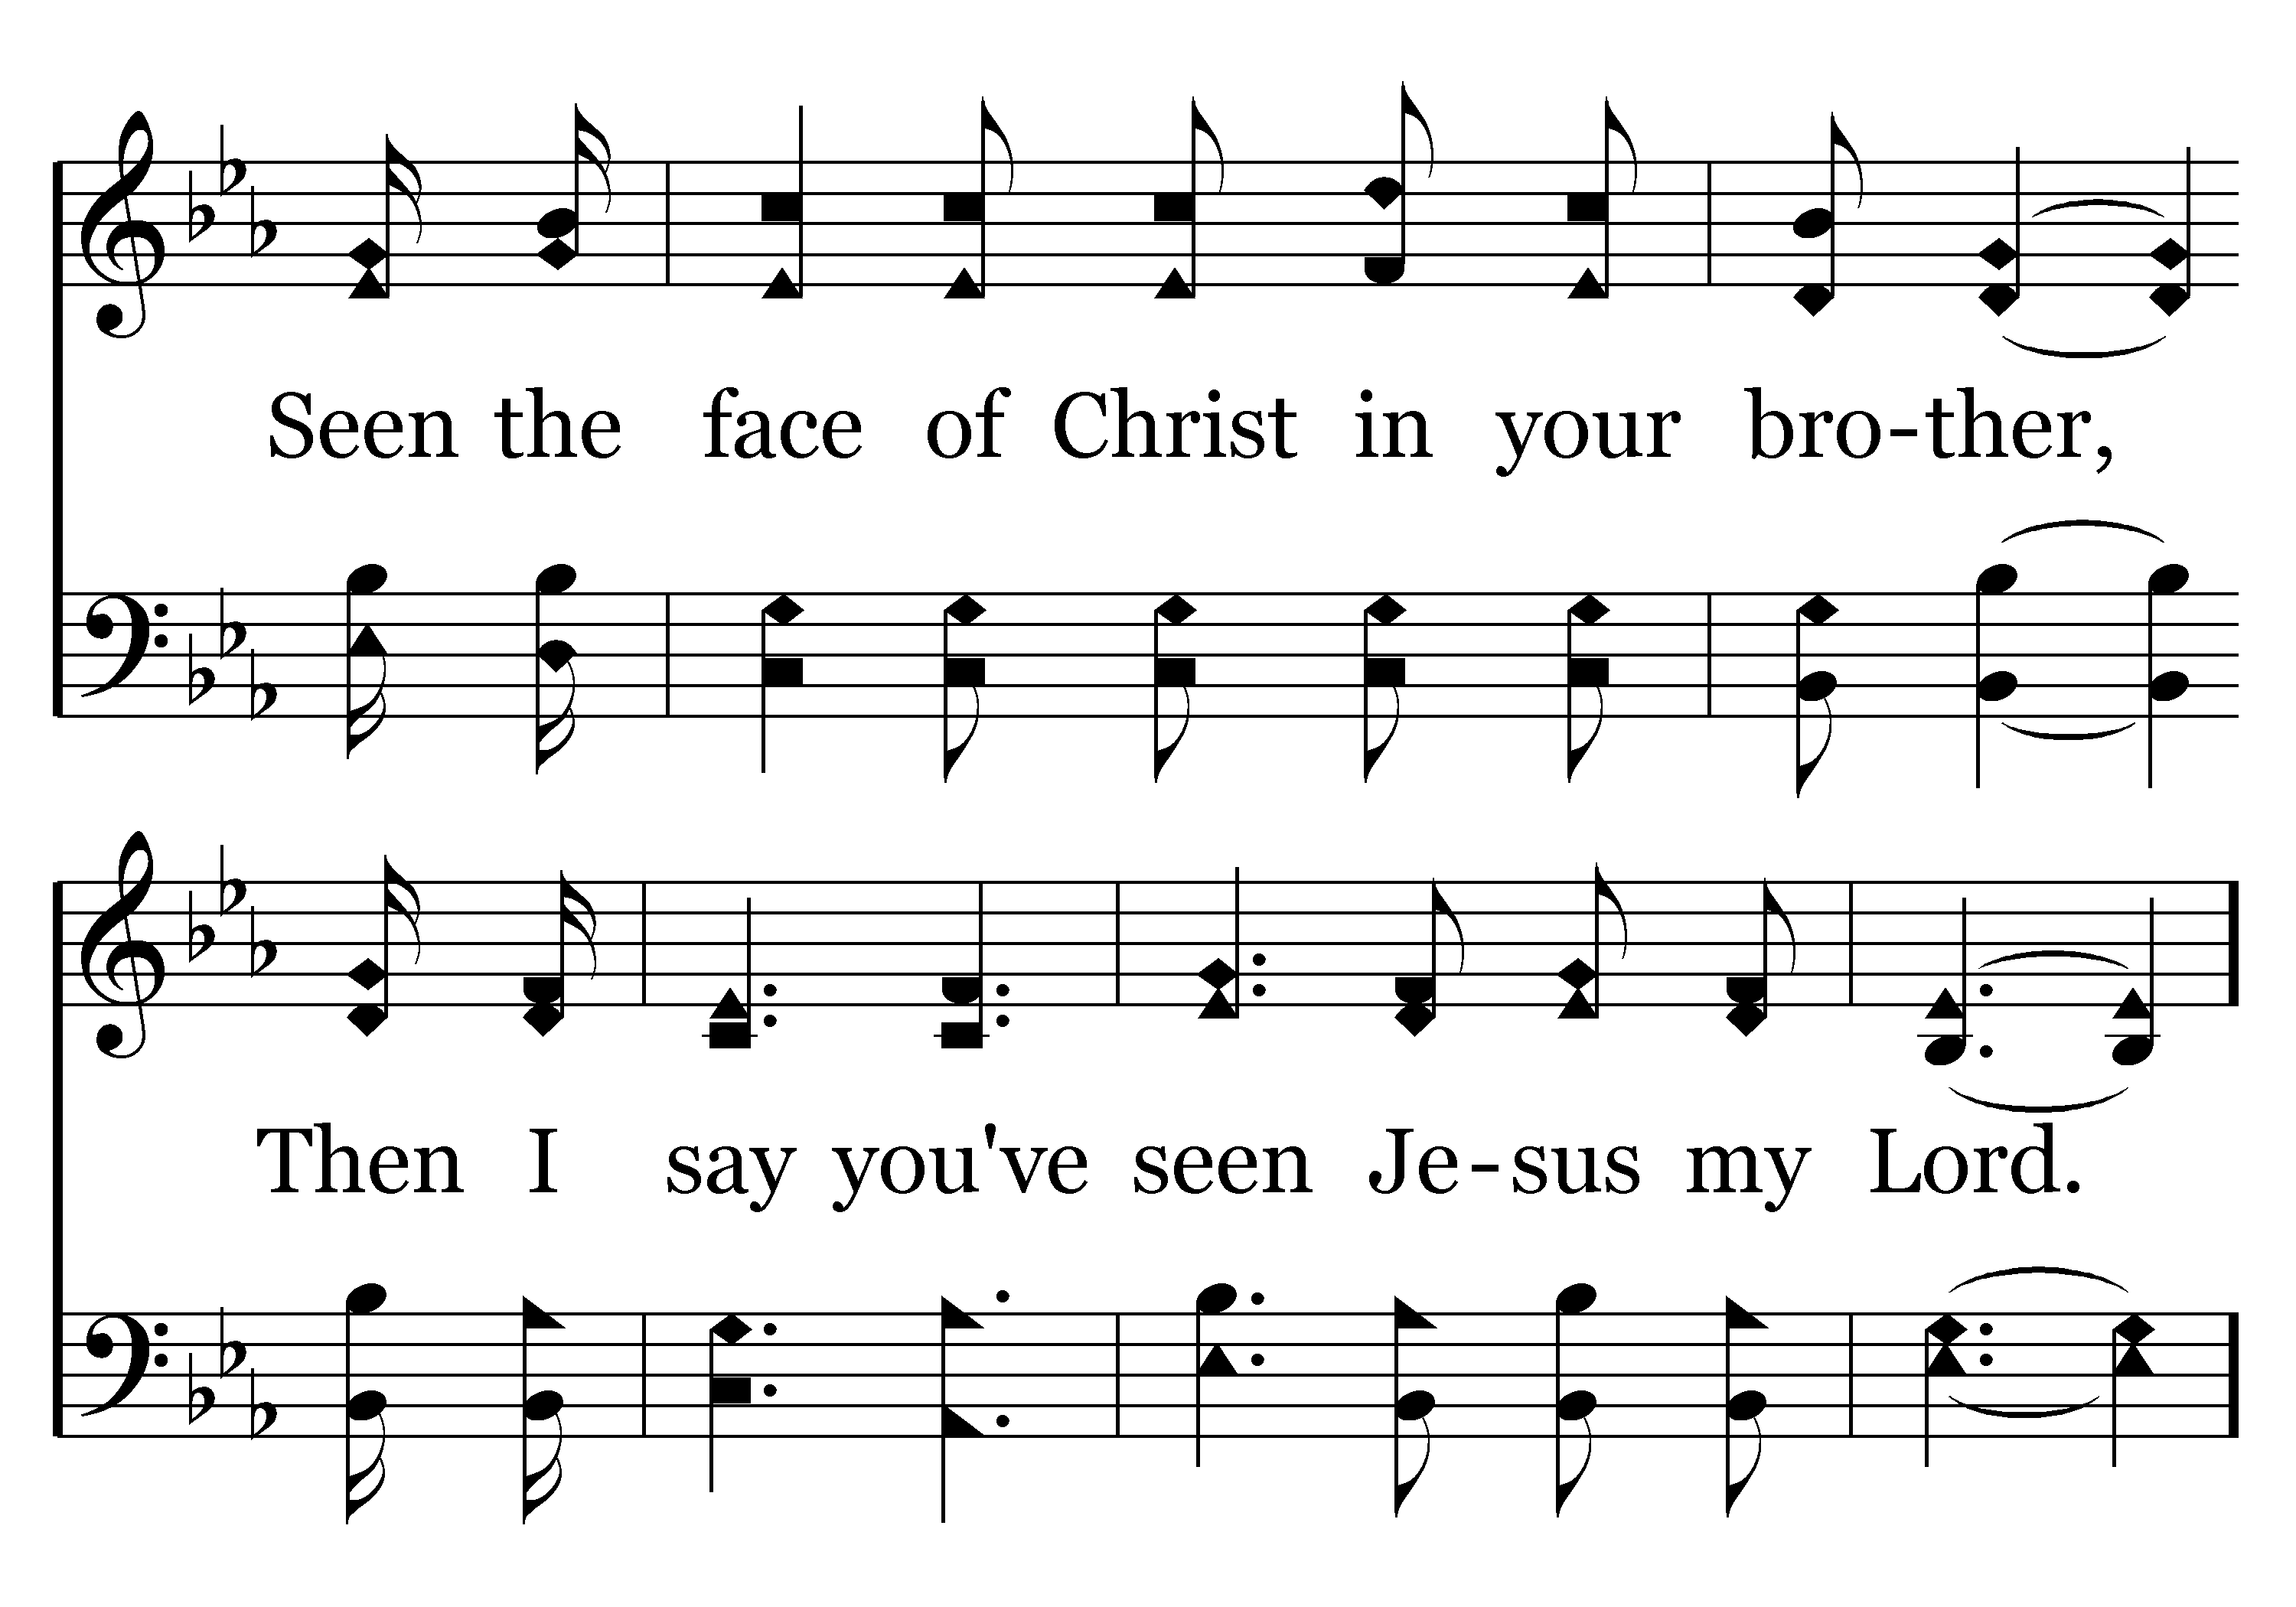 Seen the face of Christ in your bro-ther,
Then I say you've seen Je-sus my Lord.